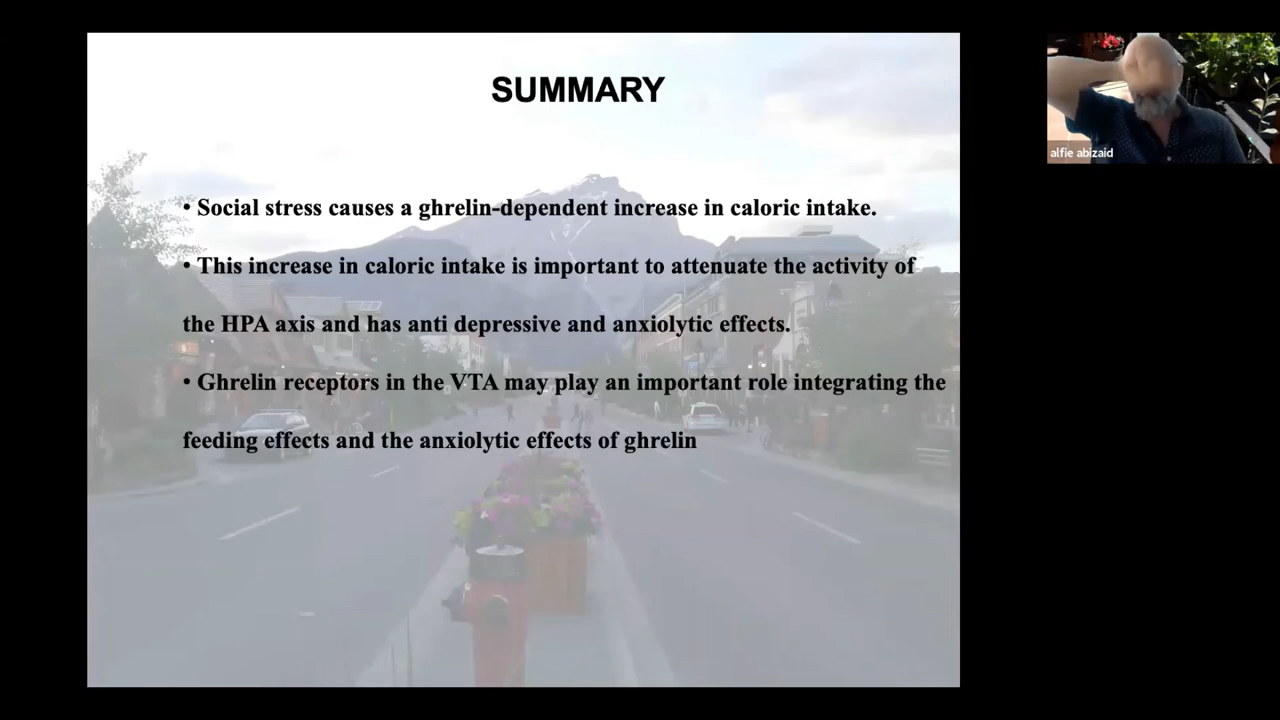 SUMMARY
alfie abizaid
• Social stress causes a ghrelin-dependent increase in caloric intake.
• This increase in caloric intake is important to attenuate the activity of
the HPA axis and has anti depressive and anxiolytic effects.
• Ghrelin receptors in the VTA may play an important role integrating the
feeding effects and the anxiolytic effects of ghrelin